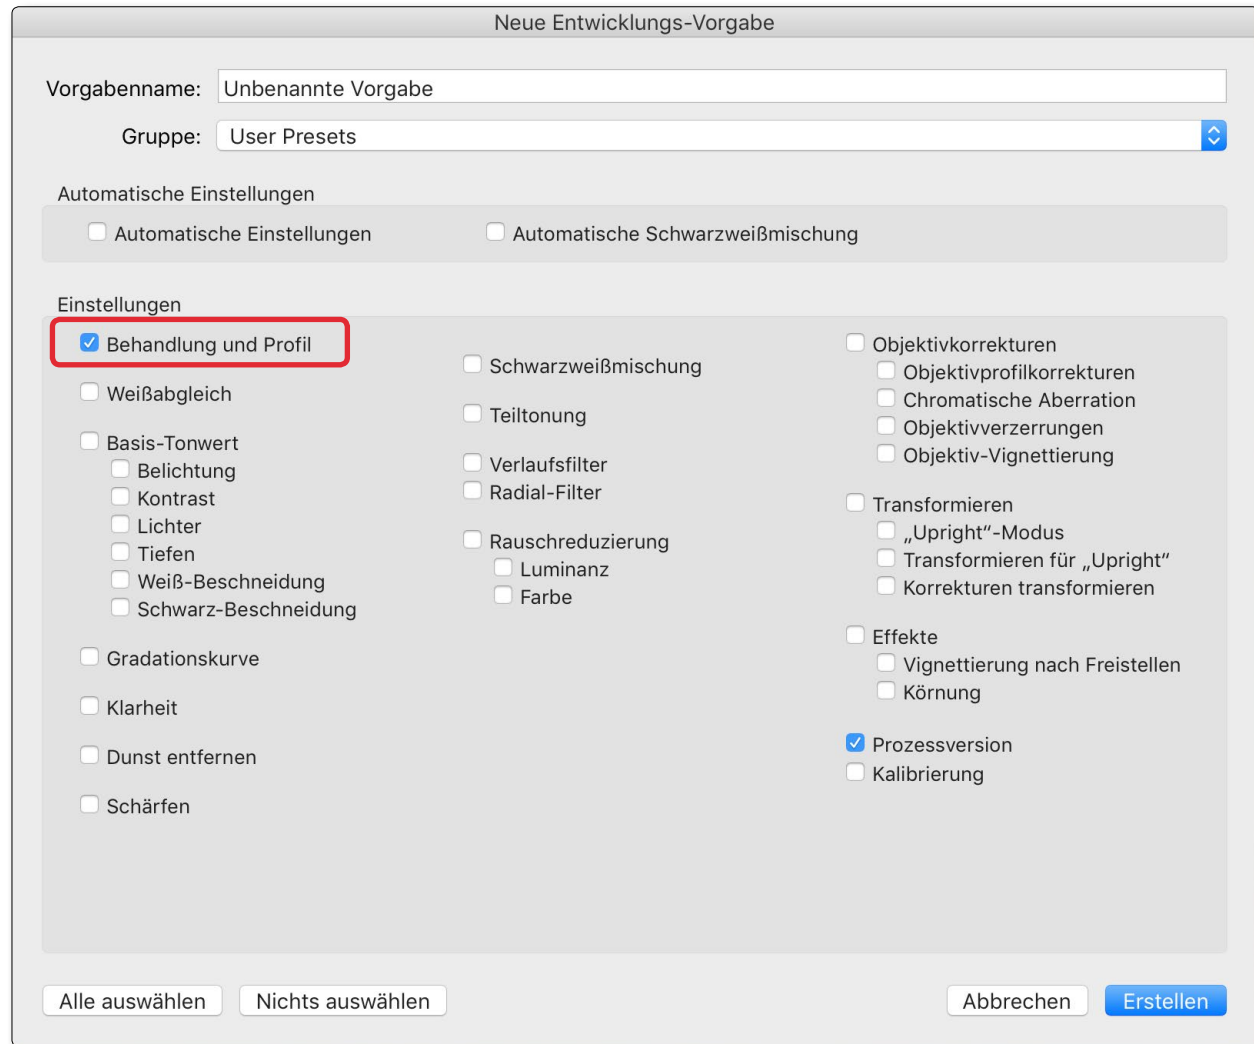 Neue Entwicklungs-Vorgabe
Vorgabenname: Unbenannte Vorgabe
Gruppe: User Presets
Automatische Einstellungen
Automatische Einstellungen
Automatische Schwarzweißmischung
Einstellungen
Behandlung und Profil
Weißabgleich
Basis-Tonwert
Belichtung
Kontrast
Lichter
Tiefen
Weiß-Beschneidung
Schwarz-Beschneidung
Gradationskurve
Klarheit
Dunst entfernen
Schärfen
Schwarzweißmischung
Teiltonung
Verlaufsfilter
Radial-Filter
Rauschreduzierung
Luminanz
Farbe
Objektivkorrekturen
Objektivprofilkorrekturen
Chromatische Aberration
Objektivverzerrungen
Objektiv-Vignettierung
Transformieren
„Upright“-Modus
Transformieren für „Upright“
Korrekturen transformieren
Effekte
Vignettierung nach Freistellen
Körnung
Prozessversion
Kalibrierung
Alle auswählen
Nichts auswählen
Abbrechen
Erstellen